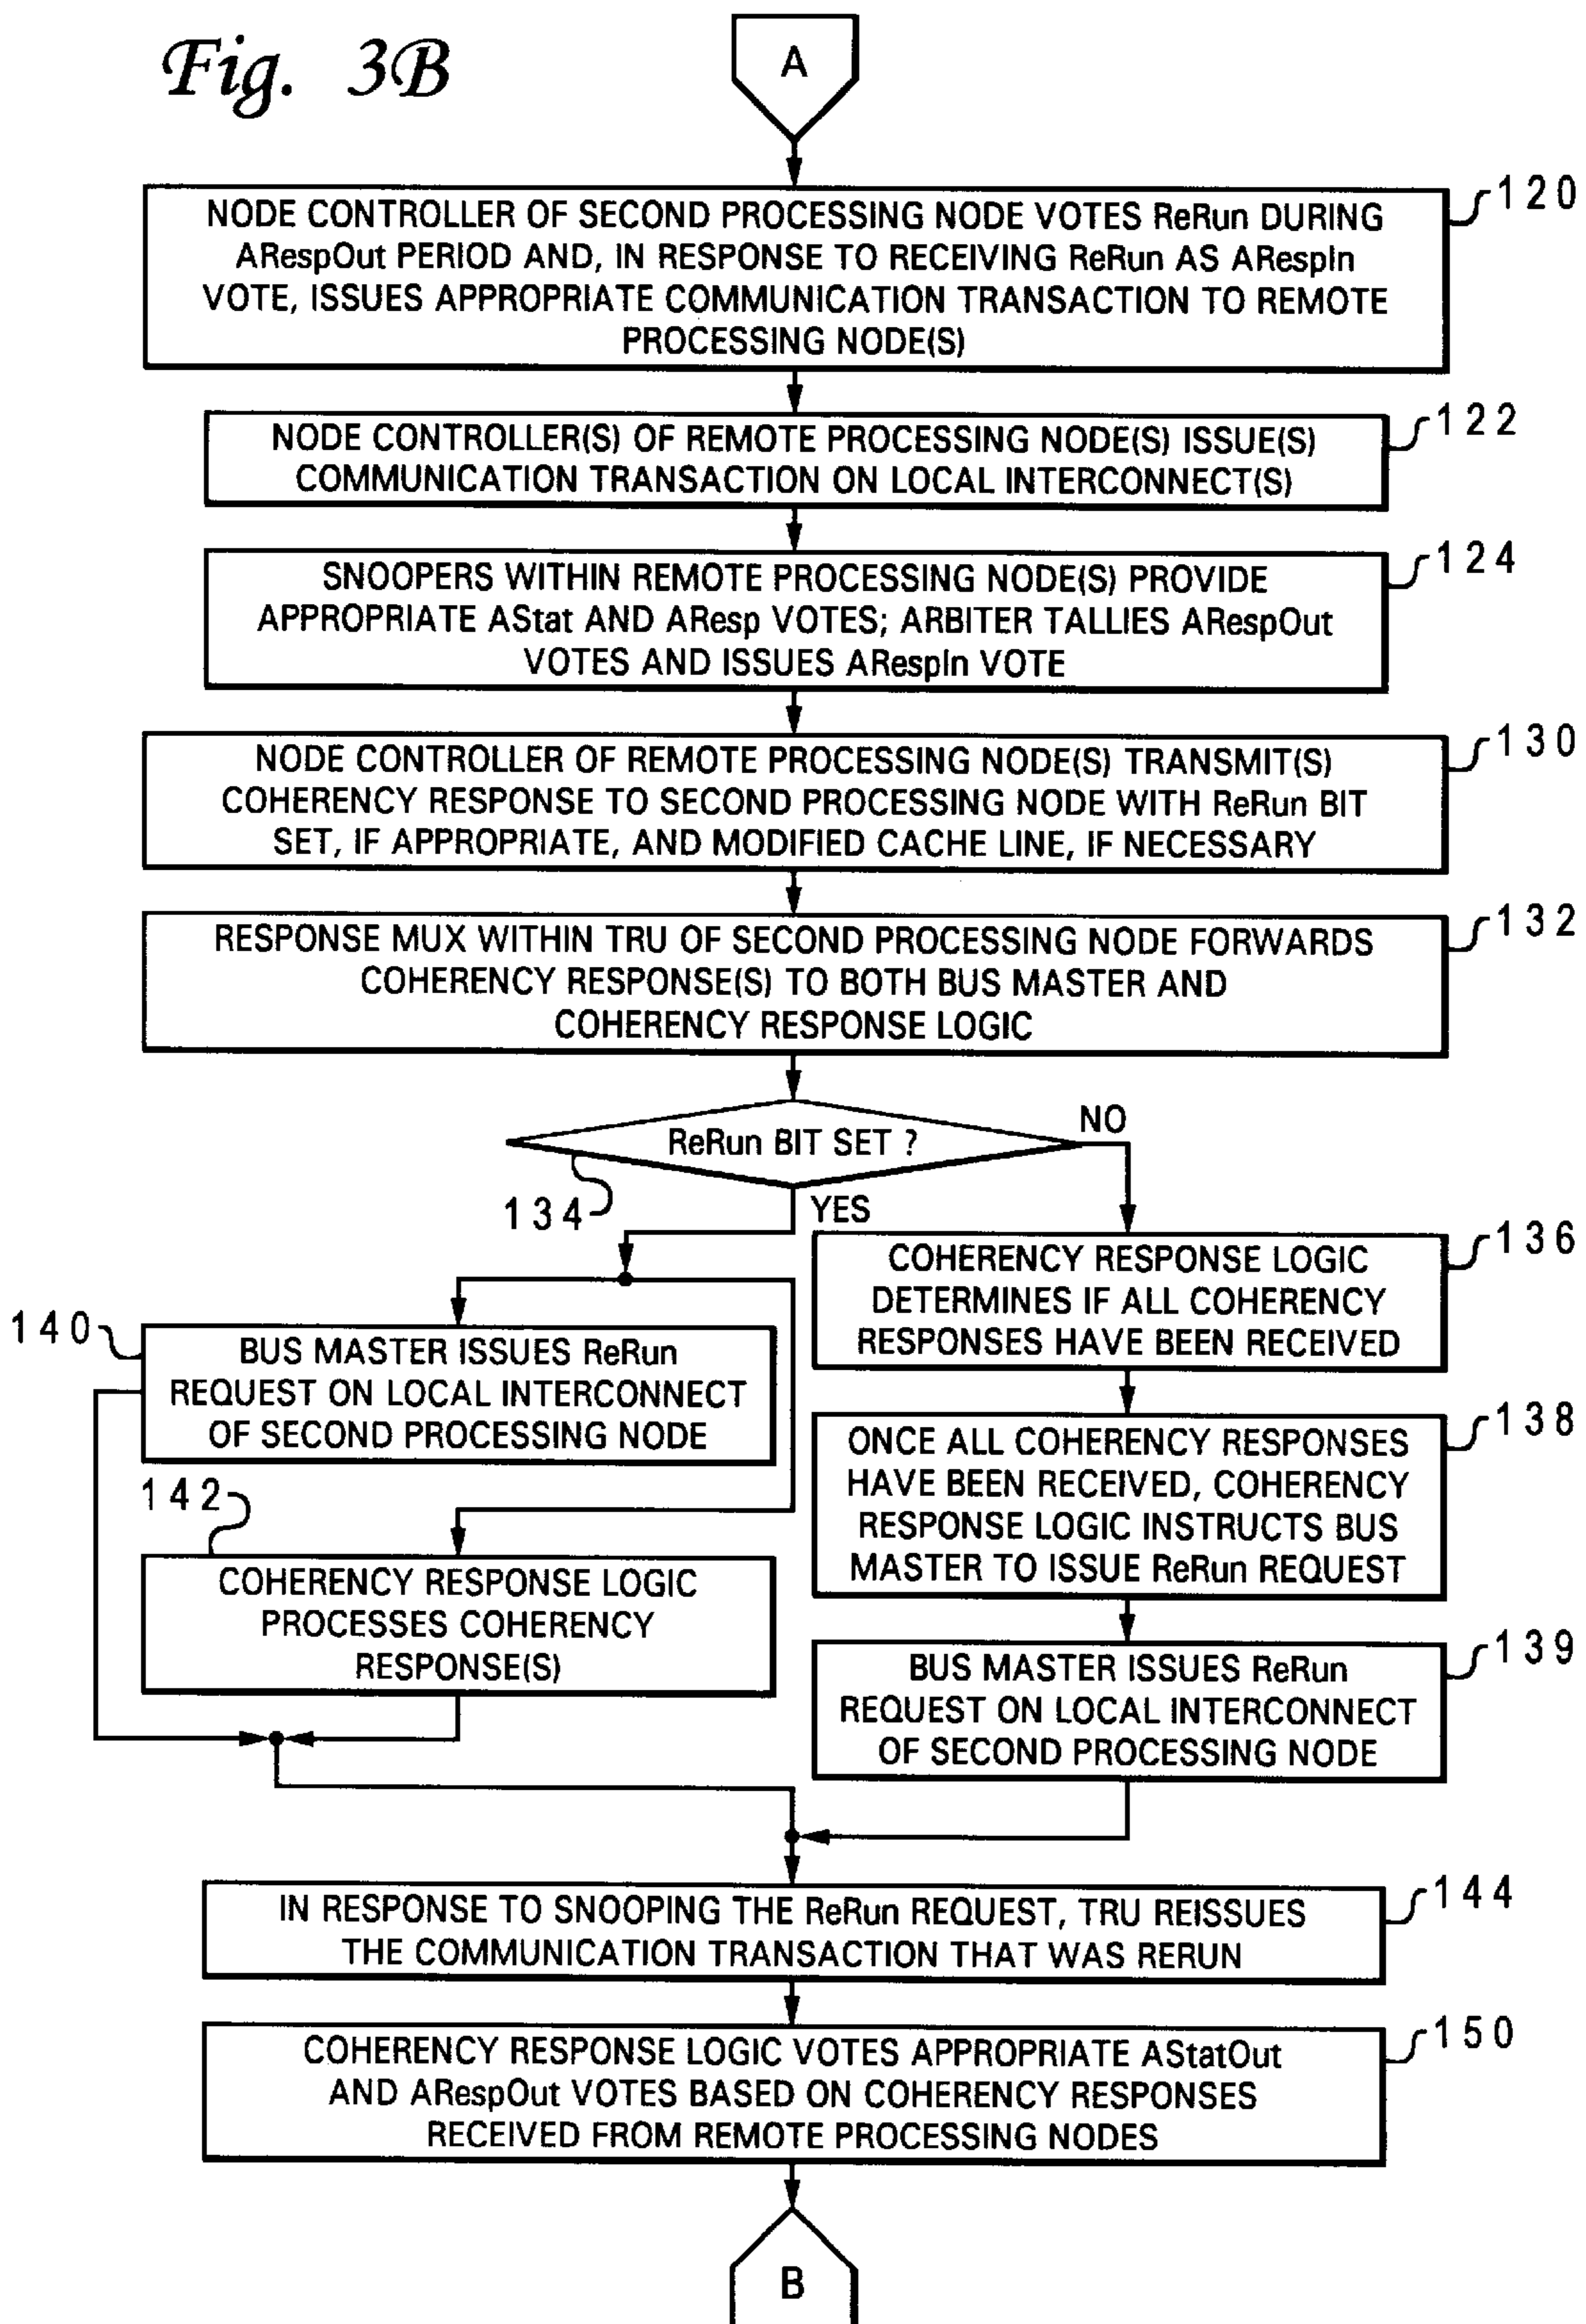 Fig. 3B
A
NODE CONTROLLER OF SECOND PROCESSING NODE VOTES ReRun DURING
ARespOut PERIOD AND, IN RESPONSE TO RECEIVING ReRun AS ARespIn
VOTE, ISSUES APPROPRIATE COMMUNICATION TRANSACTION TO REMOTE
PROCESSING NODE(S)
120
NODE CONTROLLER(S) OF REMOTE PROCESSING NODE(S) ISSUE(S)
COMMUNICATION TRANSACTION ON LOCAL INTERCONNECT(S)
122
SNOOPERS WITHIN REMOTE PROCESSING NODE(S) PROVIDE
APPROPRIATE AStat AND AResp VOTES; ARBITER TALLIES ARespOut
VOTES AND ISSUES ARespIn VOTE
124
NODE CONTROLLER OF REMOTE PROCESSING NODE(S) TRANSMIT(S)
COHERENCY RESPONSE TO SECOND PROCESSING NODE WITH ReRun BIT
SET, IF APPROPRIATE, AND MODIFIED CACHE LINE, IF NECESSARY
130
RESPONSE MUX WITHIN TRU OF SECOND PROCESSING NODE FORWARDS
COHERENCY RESPONSE(S) TO BOTH BUS MASTER AND
COHERENCY RESPONSE LOGIC
132
ReRun BIT SET ?
134
NO
YES
COHERENCY RESPONSE LOGIC
DETERMINES IF ALL COHERENCY
RESPONSES HAVE BEEN RECEIVED
136
140
BUS MASTER ISSUES ReRun
REQUEST ON LOCAL INTERCONNECT
OF SECOND PROCESSING NODE
ONCE ALL COHERENCY RESPONSES
HAVE BEEN RECEIVED, COHERENCY
RESPONSE LOGIC INSTRUCTS BUS
MASTER TO ISSUE ReRun REQUEST
138
142
COHERENCY RESPONSE LOGIC
PROCESSES COHERENCY
RESPONSE(S)
BUS MASTER ISSUES ReRun
REQUEST ON LOCAL INTERCONNECT
OF SECOND PROCESSING NODE
139
IN RESPONSE TO SNOOPING THE ReRun REQUEST, TRU REISSUES
THE COMMUNICATION TRANSACTION THAT WAS RERUN
144
COHERENCY RESPONSE LOGIC VOTES APPROPRIATE AStatOut
AND ARespOut VOTES BASED ON COHERENCY RESPONSES
RECEIVED FROM REMOTE PROCESSING NODES
150
B